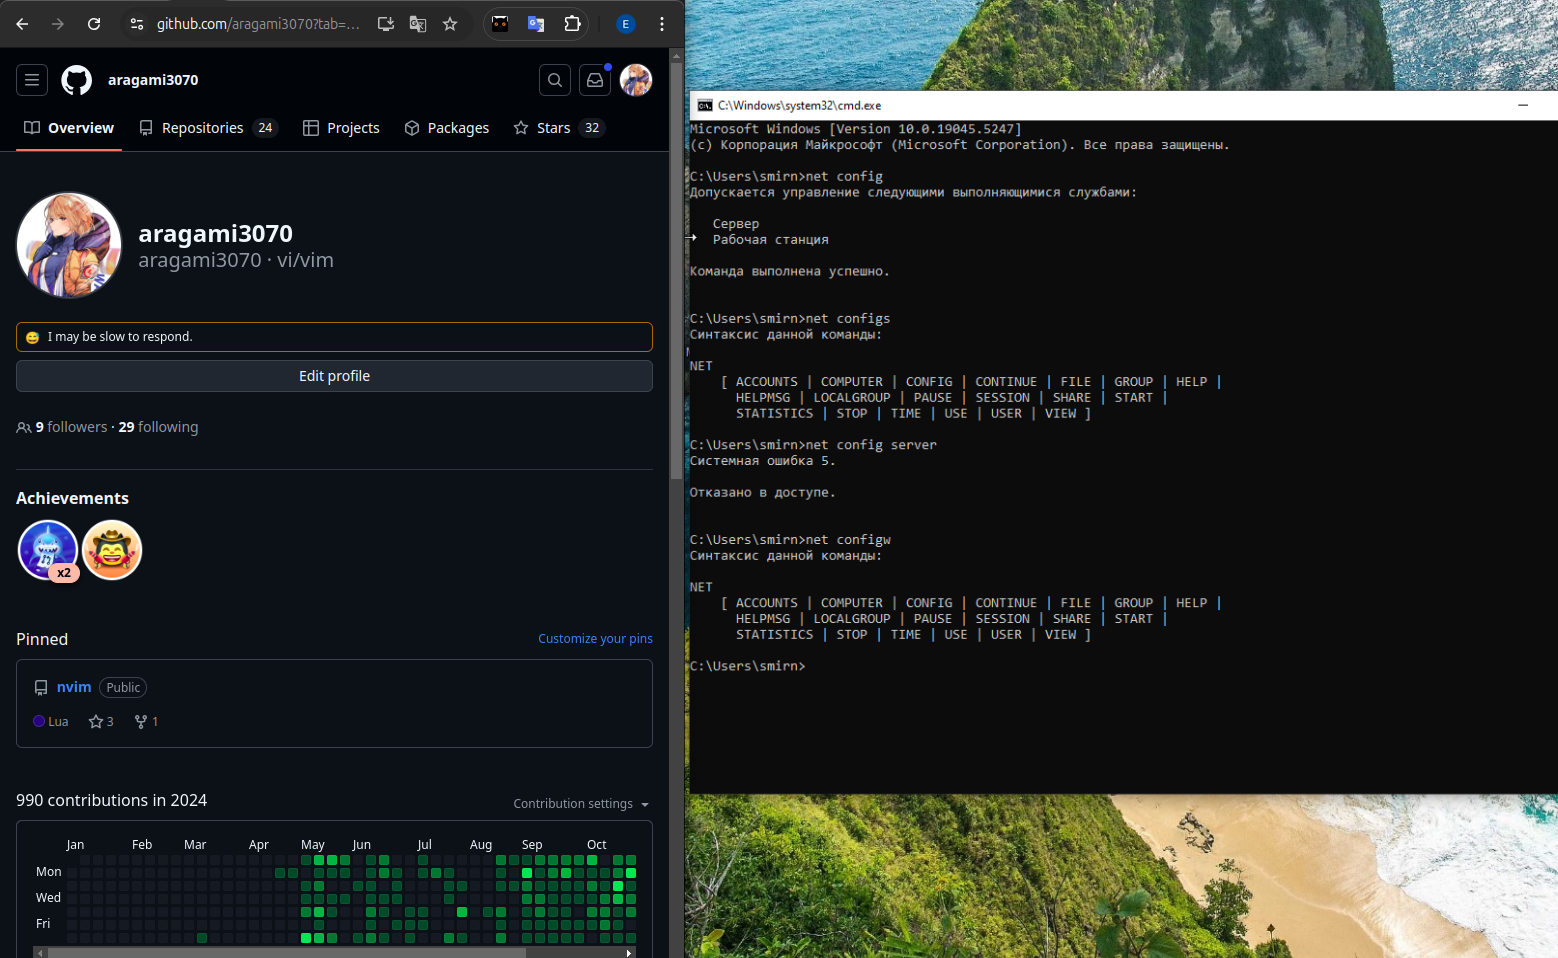 github.com/aragami3070?tab=...
E
aragami3070
Overview
Repositories 24
Projects
Packages
Stars 32
aragami3070
aragami3070 · vi/vim
I may be slow to respond.
Edit profile
9 followers · 29 following
Achievements
x2
Pinned
Customize your pins
nvim Public
Lua 3 1
990 contributions in 2024
Contribution settings
Jan Feb Mar Apr May Jun Jul Aug Sep Oct
Mon
Wed
Fri
C:\Windows\system32\cmd.exe
Microsoft Windows [Version 10.0.19045.5247]
(c) Корпорация Майкрософт (Microsoft Corporation). Все права защищены.
C:\Users\smirn>net config
Допускается управление следующими выполняющимися службами:
Сервер
Рабочая станция
Команда выполнена успешно.
C:\Users\smirn>net configs
Синтаксис данной команды:
NET
[ ACCOUNTS | COMPUTER | CONFIG | CONTINUE | FILE | GROUP | HELP |
HELPMSG | LOCALGROUP | PAUSE | SESSION | SHARE | START |
STATISTICS | STOP | TIME | USE | USER | VIEW ]
C:\Users\smirn>net config server
Системная ошибка 5.
Отказано в доступе.
C:\Users\smirn>net configw
Синтаксис данной команды:
NET
[ ACCOUNTS | COMPUTER | CONFIG | CONTINUE | FILE | GROUP | HELP |
HELPMSG | LOCALGROUP | PAUSE | SESSION | SHARE | START |
STATISTICS | STOP | TIME | USE | USER | VIEW ]
C:\Users\smirn>